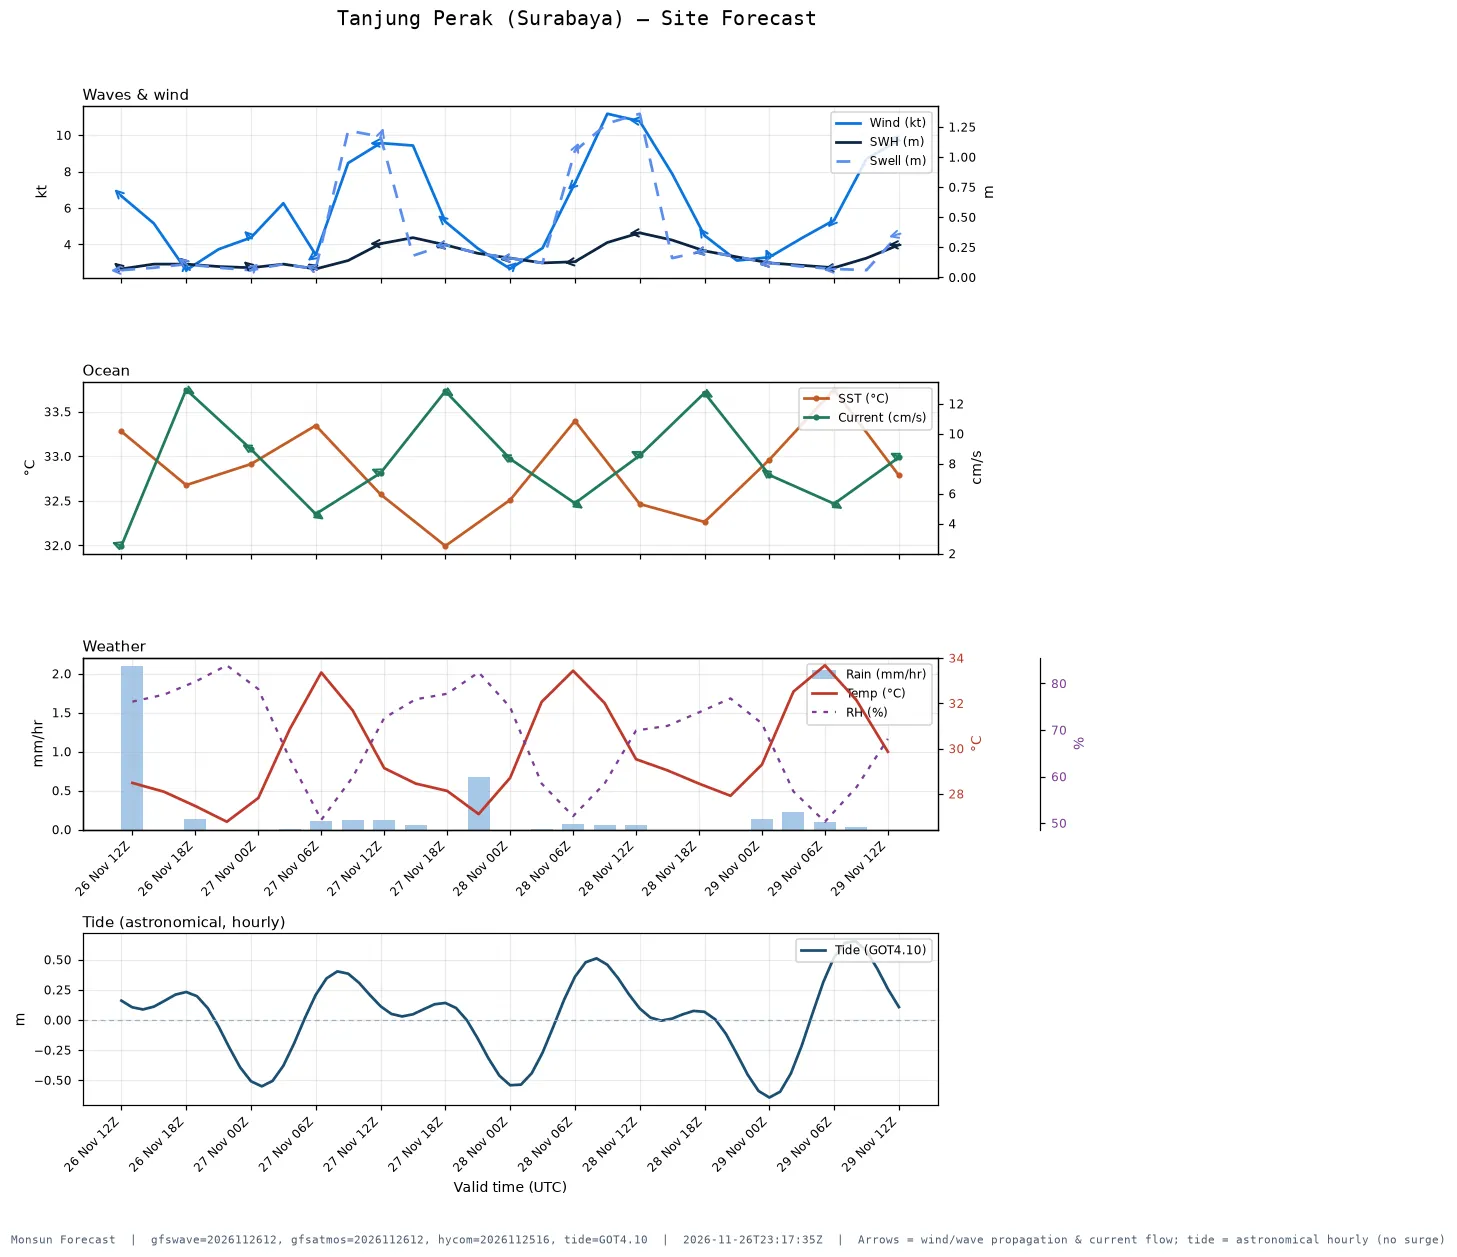 Tanjung Perak (Surabaya) — Site Forecast
Waves & wind
10
8
6
4
kt
Wind (kt)
SWH (m)
Swell (m)
1.25
1.00
0.75
0.50
0.25
0.00
m
Ocean
33.5
33.0
32.5
32.0
°C
SST (°C)
Current (cm/s)
12
10
8
6
4
2
cm/s
Weather
2.0
1.5
1.0
0.5
0.0
mm/hr
Rain (mm/hr)
Temp (°C)
RH (%)
34
32
30
28
°C
80
70
60
50
%
26 Nov 12Z
26 Nov 18Z
27 Nov 00Z
27 Nov 06Z
27 Nov 12Z
27 Nov 18Z
28 Nov 00Z
28 Nov 06Z
28 Nov 12Z
28 Nov 18Z
29 Nov 00Z
29 Nov 06Z
29 Nov 12Z
Tide (astronomical, hourly)
0.50
0.25
0.00
−0.25
−0.50
m
Tide (GOT4.10)
26 Nov 12Z
26 Nov 18Z
27 Nov 00Z
27 Nov 06Z
27 Nov 12Z
27 Nov 18Z
28 Nov 00Z
28 Nov 06Z
28 Nov 12Z
28 Nov 18Z
29 Nov 00Z
29 Nov 06Z
29 Nov 12Z
Valid time (UTC)
Monsun Forecast | gfswave=2026112612, gfsatmos=2026112612, hycom=2026112516, tide=GOT4.10 | 2026-11-26T23:17:35Z | Arrows = wind/wave propagation & current flow; tide = astronomical hourly (no surge)